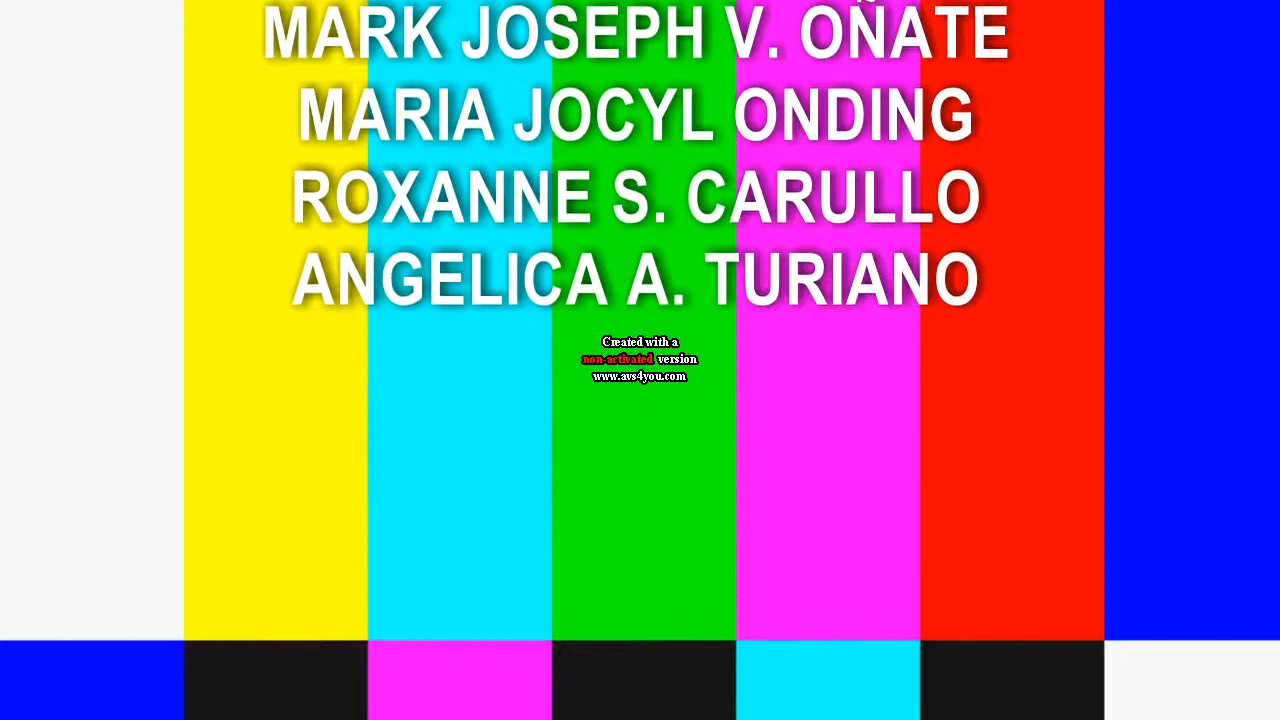 MARK JOSEPH V. OÑATE
MARIA JOCYL ONDING
ROXANNE S. CARULLO
ANGELICA A. TURIANO
Created with a
non-activated version
www.avs4you.com